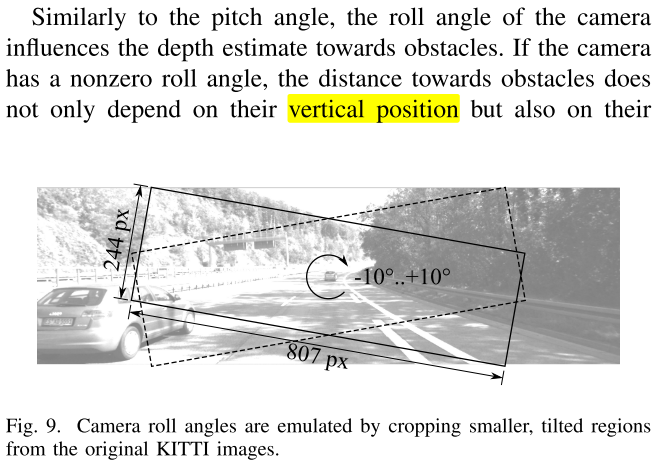 Similarly to the pitch angle, the roll angle of the camera
influences the depth estimate towards obstacles. If the camera
has a nonzero roll angle, the distance towards obstacles does
not only depend on their vertical position but also on their
244 px
-10°..+10°
807 px
Fig. 9. Camera roll angles are emulated by cropping smaller, tilted regions
from the original KITTI images.